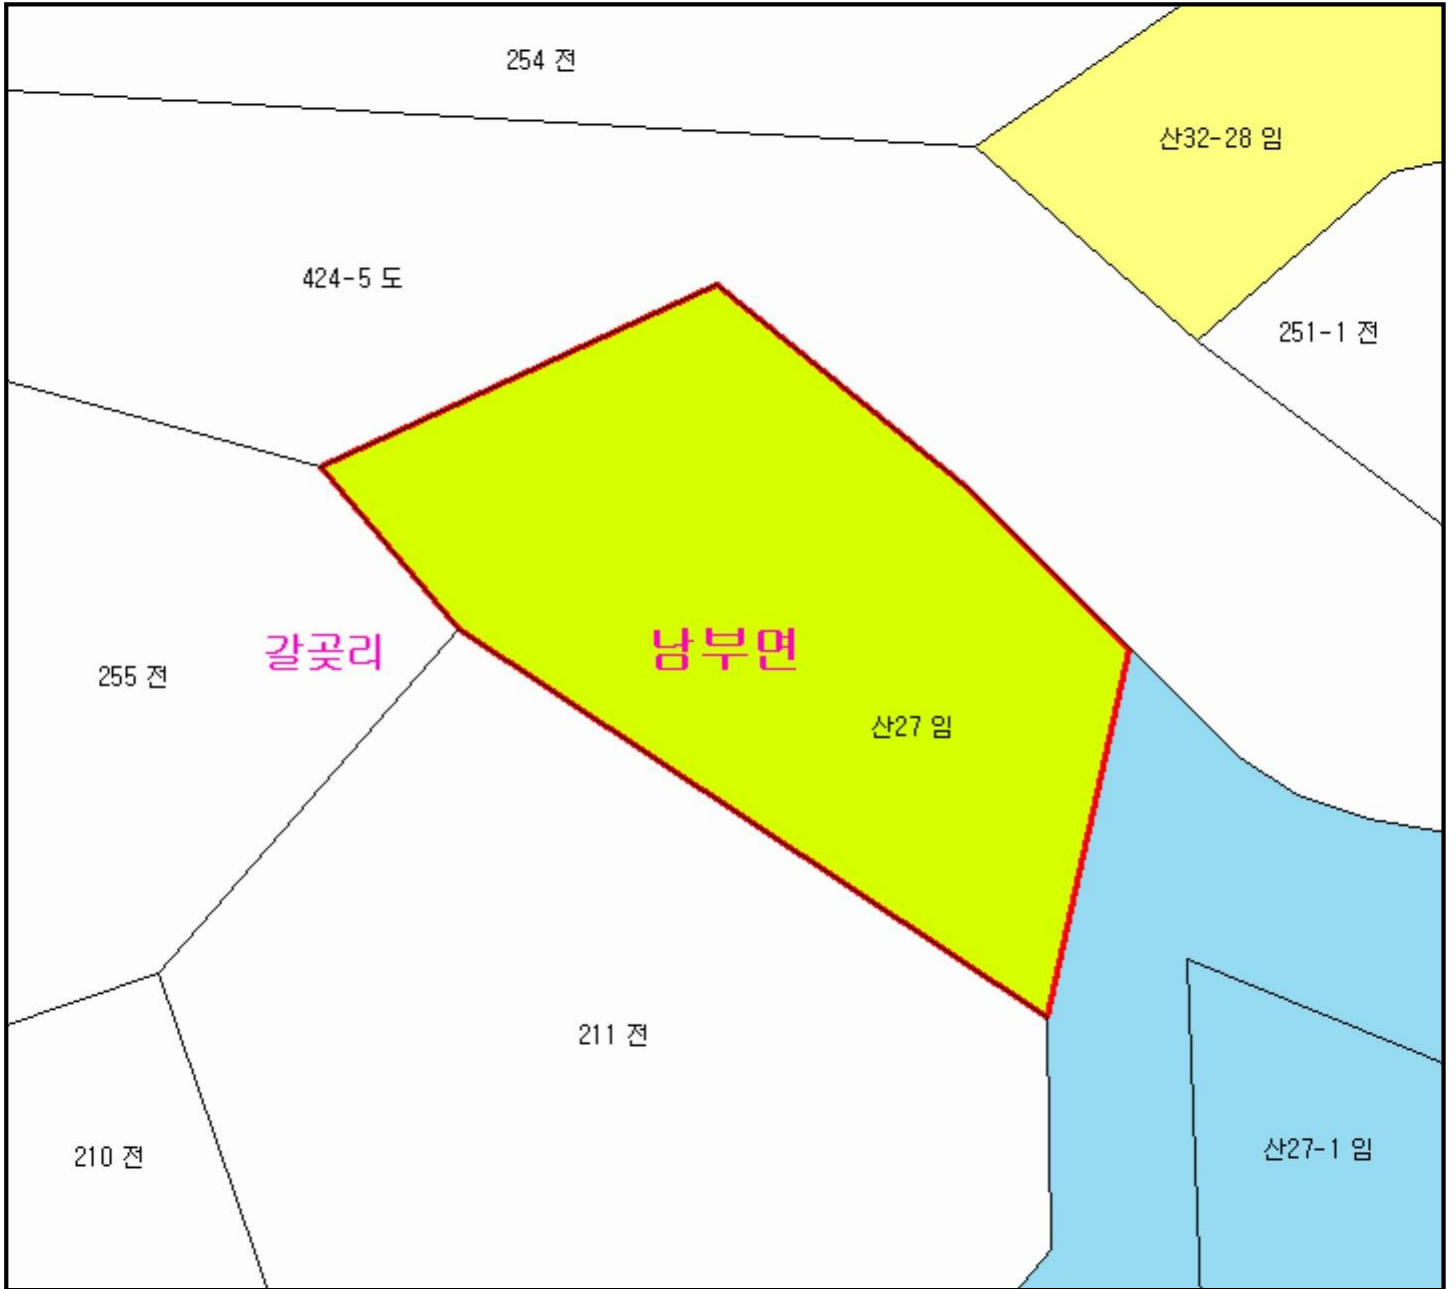 254 전
산32-28 임
424-5 도
251-1 전
갈곶리
남부면
255 전
산27 임
211 전
210 전
산27-1 임